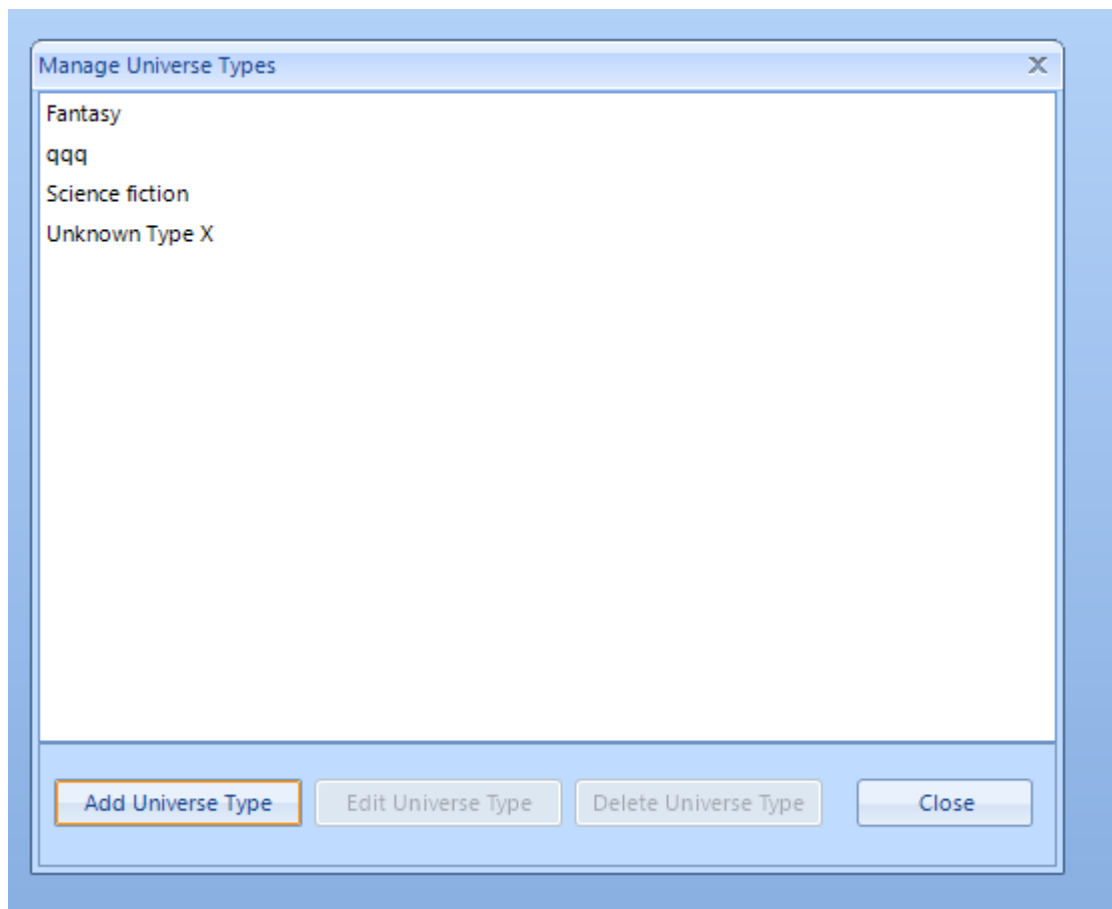 Manage Universe Types
Fantasy
qqq
Science fiction
Unknown Type X
Add Universe Type Edit Universe Type Delete Universe Type Close